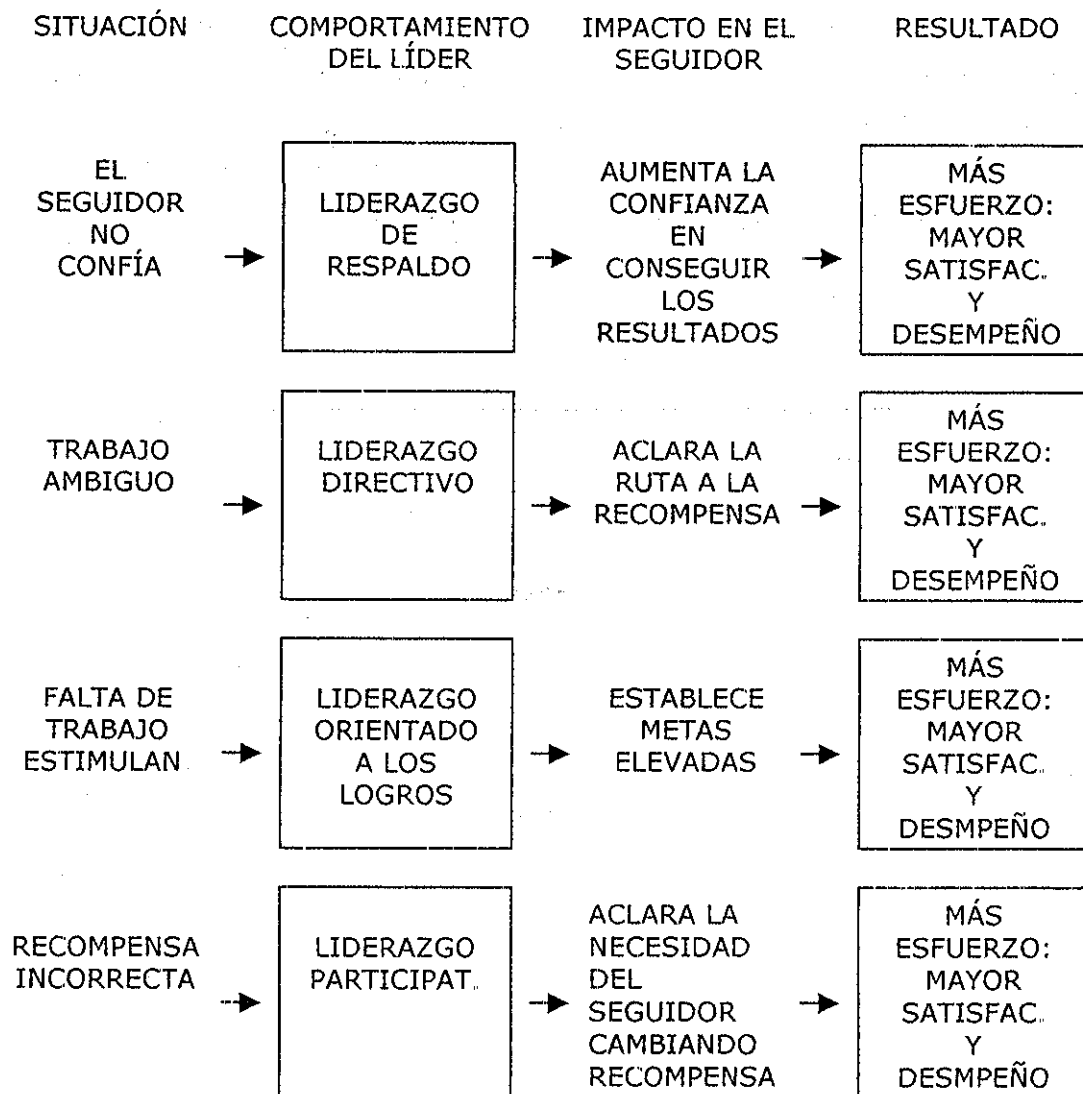 SITUACIÓN
COMPORTAMIENTO
DEL LÍDER
IMPACTO EN EL
SEGUIDOR
RESULTADO
EL
SEGUIDOR
NO
CONFÍA
LIDERAZGO
DE
RESPALDO
AUMENTA LA
CONFIANZA
EN
CONSEGUIR
LOS
RESULTADOS
MÁS
ESFUERZO:
MAYOR
SATISFAC.
Y
DESEMPEÑO
TRABAJO
AMBIGUO
LIDERAZGO
DIRECTIVO
ACLARA LA
RUTA A LA
RECOMPENSA
MÁS
ESFUERZO:
MAYOR
SATISFAC.
Y
DESEMPEÑO
FALTA DE
TRABAJO
ESTIMULAN
LIDERAZGO
ORIENTADO
A LOS
LOGROS
ESTABLECE
METAS
ELEVADAS
MÁS
ESFUERZO:
MAYOR
SATISFAC.
Y
DESMPEÑO
RECOMPENSA
INCORRECTA
LIDERAZGO
PARTICIPAT.
ACLARA LA
NECESIDAD
DEL
SEGUIDOR
CAMBIANDO
RECOMPENSA
MÁS
ESFUERZO:
MAYOR
SATISFAC.
Y
DESMPEÑO